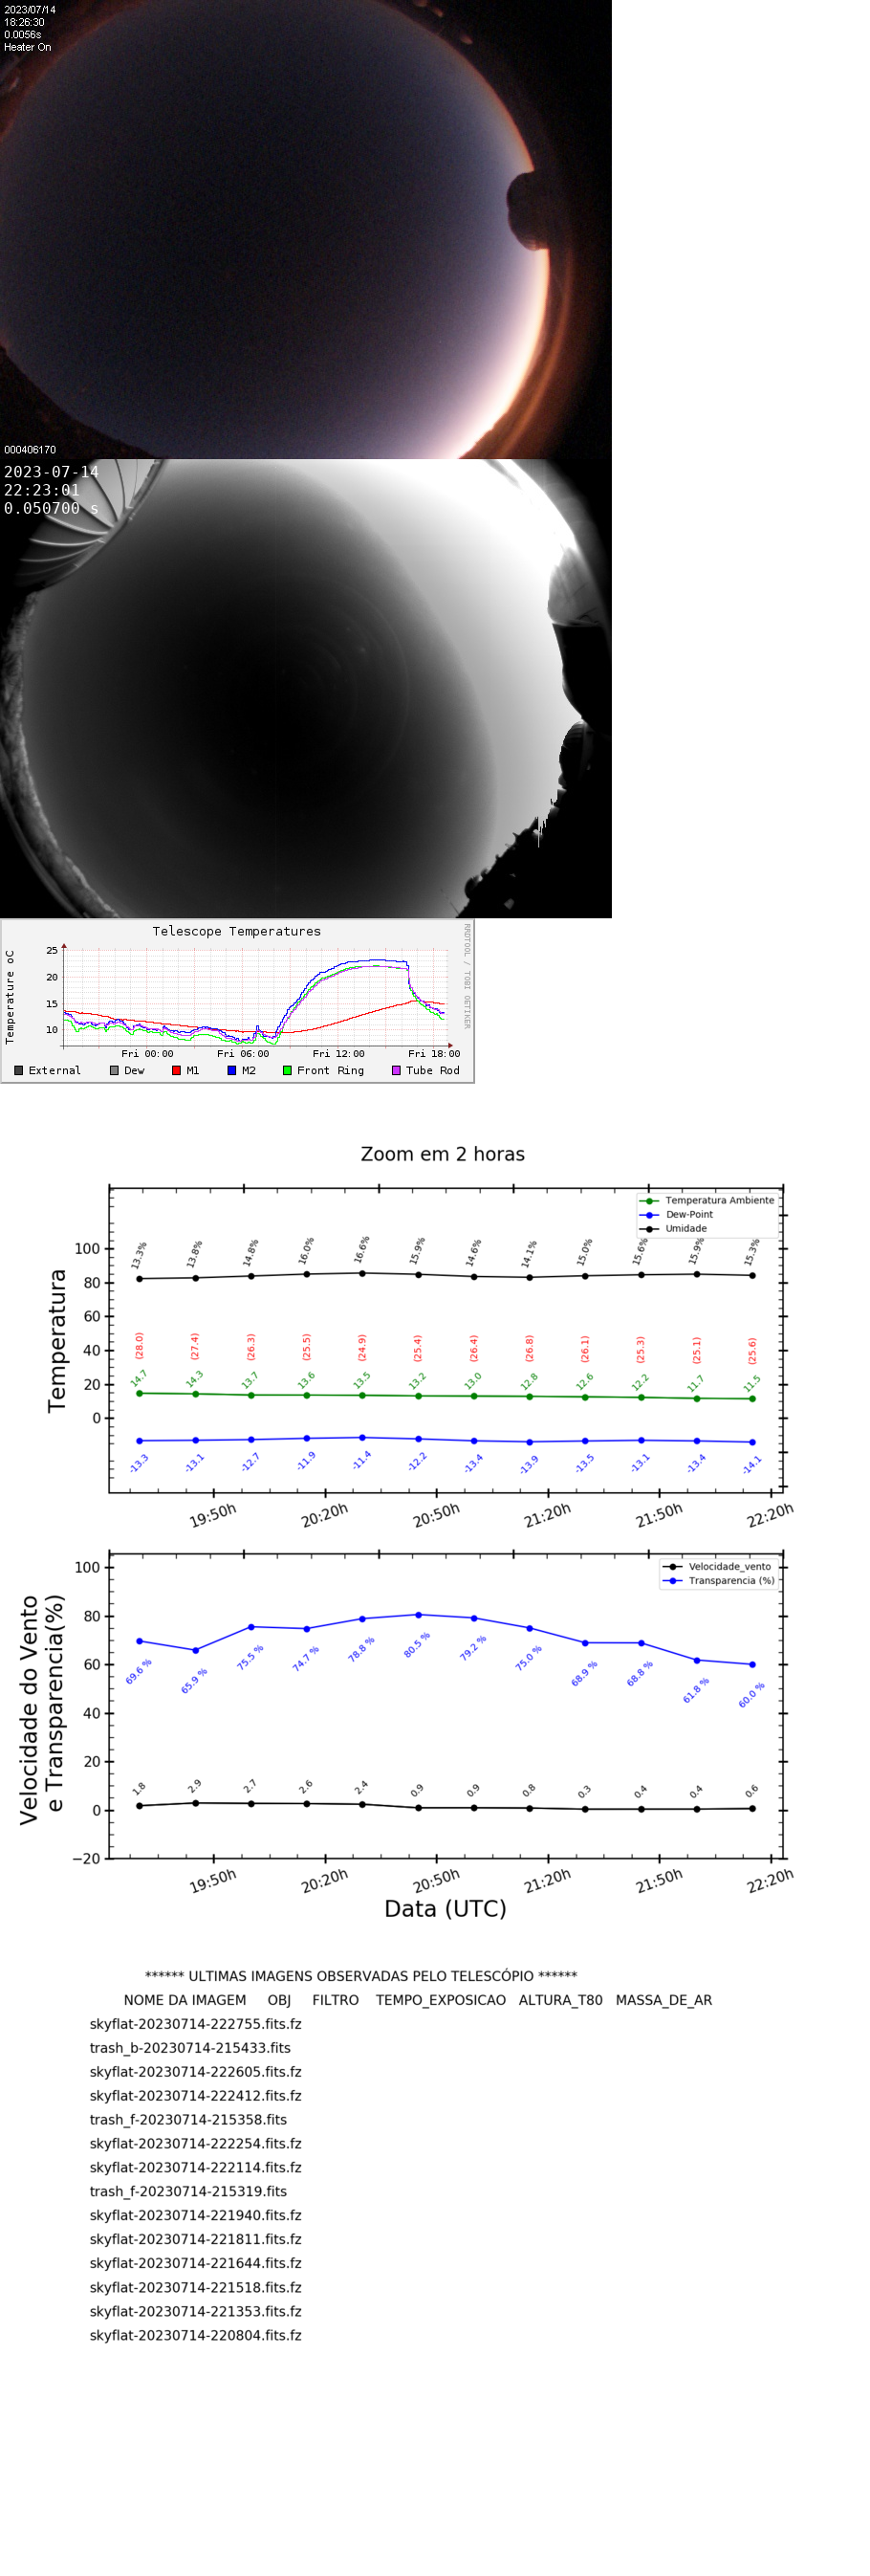 2023/07/14
18:26:30
0.0056s
Heater On
000406170
2023-07-14
22:23:01
0.050700 s
Telescope Temperatures
RRDTOOL / TOBI OETIKER
Temperature oC
25
20
15
10
Fri 00:00 Fri 06:00 Fri 12:00 Fri 18:00
External Dew M1 M2 Front Ring Tube Rod
Zoom em 2 horas
Temperatura
Temperatura Ambiente
Dew-Point
Umidade
100
80
60
40
20
0
13.3% 13.8% 14.8% 16.0% 16.6% 15.9% 14.6% 14.1% 15.0% 15.6% 15.9% 15.3%
(28.0) (27.4) (26.3) (25.5) (24.9) (25.4) (26.4) (26.8) (26.1) (25.3) (25.1) (25.6)
14.7 14.3 13.7 13.6 13.5 13.2 13.0 12.8 12.6 12.2 11.7 11.5
-13.3 -13.1 -12.7 -11.9 -11.4 -12.2 -13.4 -13.9 -13.5 -13.1 -13.4 -14.1
19:50h 20:20h 20:50h 21:20h 21:50h 22:20h
Velocidade do Vento
e Transparencia(%)
Velocidade_vento
Transparencia (%)
100
80
60
40
20
0
−20
69.6 % 65.9 % 75.5 % 74.7 % 78.8 % 80.5 % 79.2 % 75.0 % 68.9 % 68.8 % 61.8 % 60.0 %
1.8 2.9 2.7 2.6 2.4 0.9 0.9 0.8 0.3 0.4 0.4 0.6
19:50h 20:20h 20:50h 21:20h 21:50h 22:20h
Data (UTC)
****** ULTIMAS IMAGENS OBSERVADAS PELO TELESCÓPIO ******
NOME DA IMAGEM OBJ FILTRO TEMPO_EXPOSICAO ALTURA_T80 MASSA_DE_AR
skyflat-20230714-222755.fits.fz
trash_b-20230714-215433.fits
skyflat-20230714-222605.fits.fz
skyflat-20230714-222412.fits.fz
trash_f-20230714-215358.fits
skyflat-20230714-222254.fits.fz
skyflat-20230714-222114.fits.fz
trash_f-20230714-215319.fits
skyflat-20230714-221940.fits.fz
skyflat-20230714-221811.fits.fz
skyflat-20230714-221644.fits.fz
skyflat-20230714-221518.fits.fz
skyflat-20230714-221353.fits.fz
skyflat-20230714-220804.fits.fz